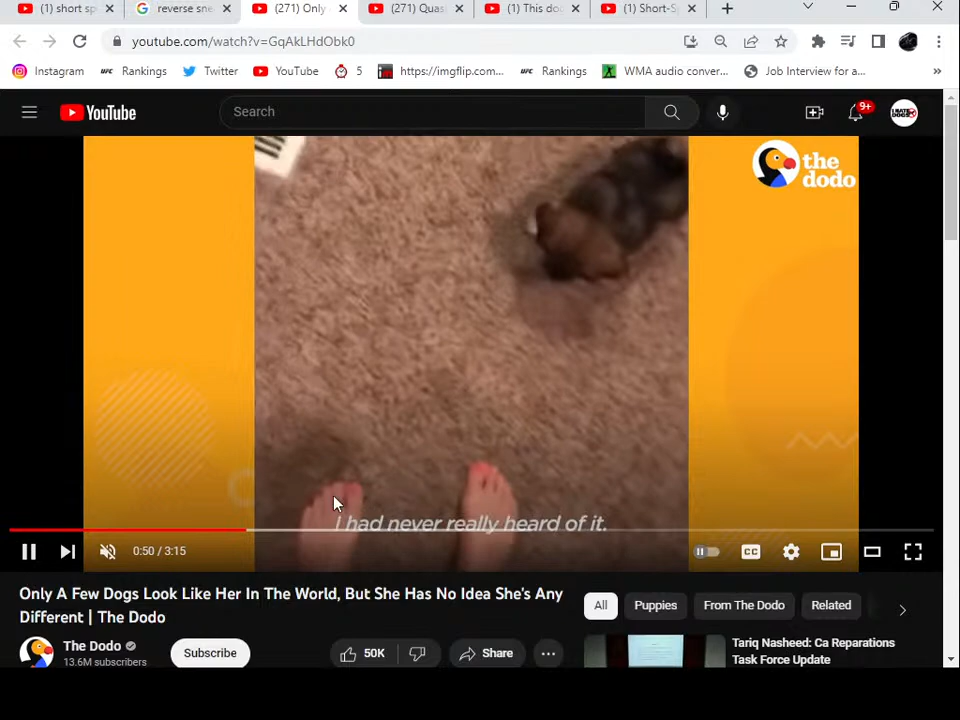 (1) short sp
reverse sne
(271) Only
(271) Quas
(1) This do
(1) Short-S
youtube.com/watch?v=GqAkLHdObk0
Instagram
UFC Rankings
Twitter
YouTube
5
https://imgflip.com...
UFC Rankings
WMA audio conver...
Job Interview for a...
»
YouTube
Search
9+
the
dodo
I had never really heard of it.
0:50 / 3:15
CC
Only A Few Dogs Look Like Her In The World, But She Has No Idea She's Any
Different | The Dodo
The Dodo
13.6M subscribers
Subscribe
50K
Share
All
Puppies
From The Dodo
Related
Tariq Nasheed: Ca Reparations
Task Force Update